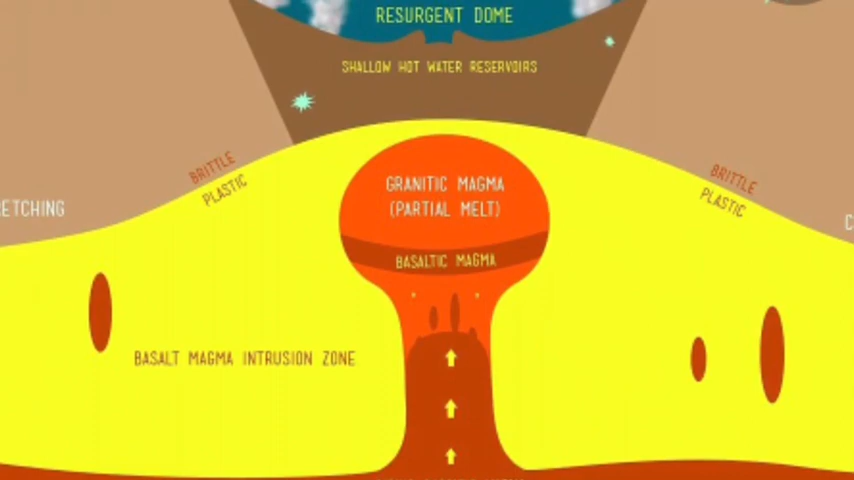 RESURGENT DOME
SHALLOW HOT WATER RESERVOIRS
BRITTLE
PLASTIC
BRITTLE
PLASTIC
GRANITIC MAGMA
(PARTIAL MELT)
ETCHING
BASALTIC MAGMA
BASALT MAGMA INTRUSION ZONE